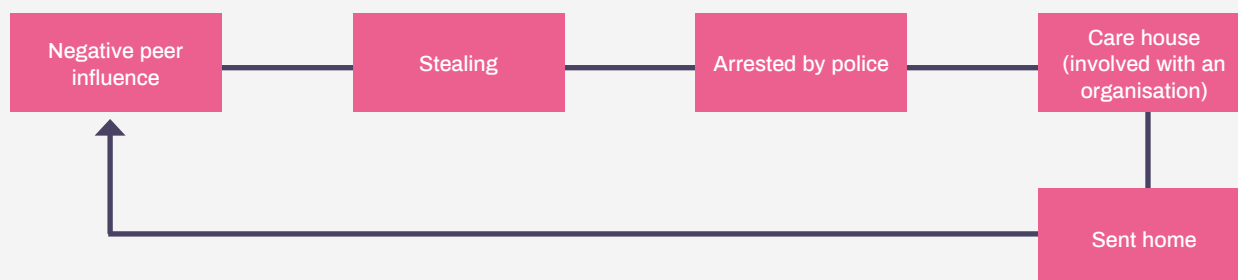 Negative peer
influence
Stealing
Arrested by police
Care house
(involved with an
organisation)
Sent home